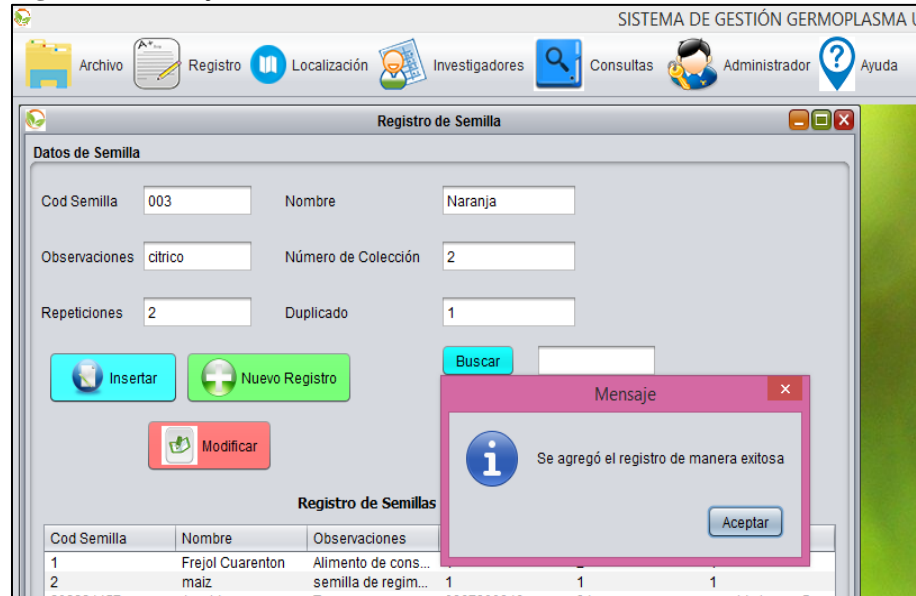 SISTEMA DE GESTIÓN GERMOPLASMA
Archivo Registro Localización Investigadores Consultas Administrador Ayuda
Registro de Semilla
Datos de Semilla
Cod Semilla 003 Nombre Naranja
Observaciones citrico Número de Colección 2
Repeticiones 2 Duplicado 1
Insertar Nuevo Registro Buscar
Modificar
Mensaje
Se agregó el registro de manera exitosa
Aceptar
Registro de Semillas
Cod Semilla Nombre Observaciones
1 Frejol Cuarenton Alimento de cons...
2 maiz semilla de regim... 1 1 1